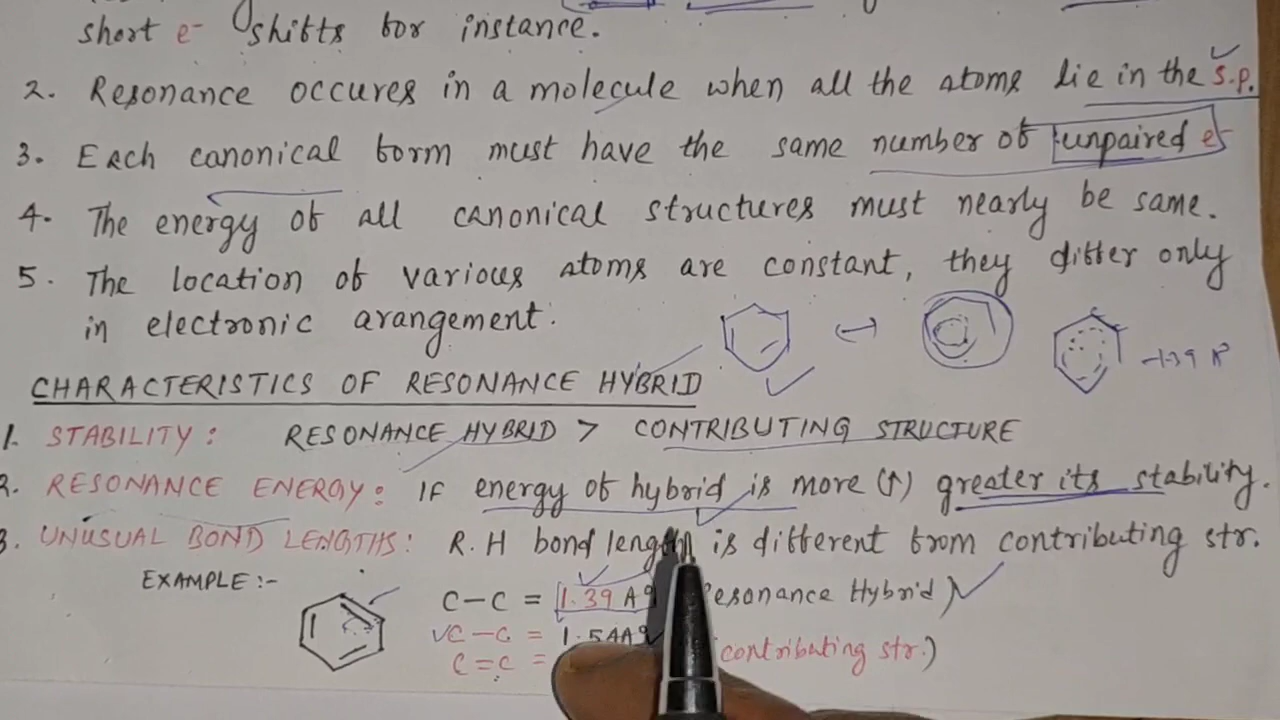 short e- shifts for instance.
2. Resonance occures in a molecule when all the atoms lie in the s.p.
3. Each canonical form must have the same number of unpaired e-
4. The energy of all canonical structures must nearly be same.
5. The location of various atoms are constant, they differ only
in electronic arangement.
1.39 A°
CHARACTERISTICS OF RESONANCE HYBRID
1. STABILITY: RESONANCE HYBRID > CONTRIBUTING STRUCTURE
2. RESONANCE ENERGY: IF energy of hybrid is more (↑) greater its stability.
3. UNUSUAL BOND LENGTHS: R.H bond length is different from contributing str.
EXAMPLE:-
C-C = 1.39 A° Resonance Hybrid)
C-C = 1.54A°
C=C = (contributing str.)